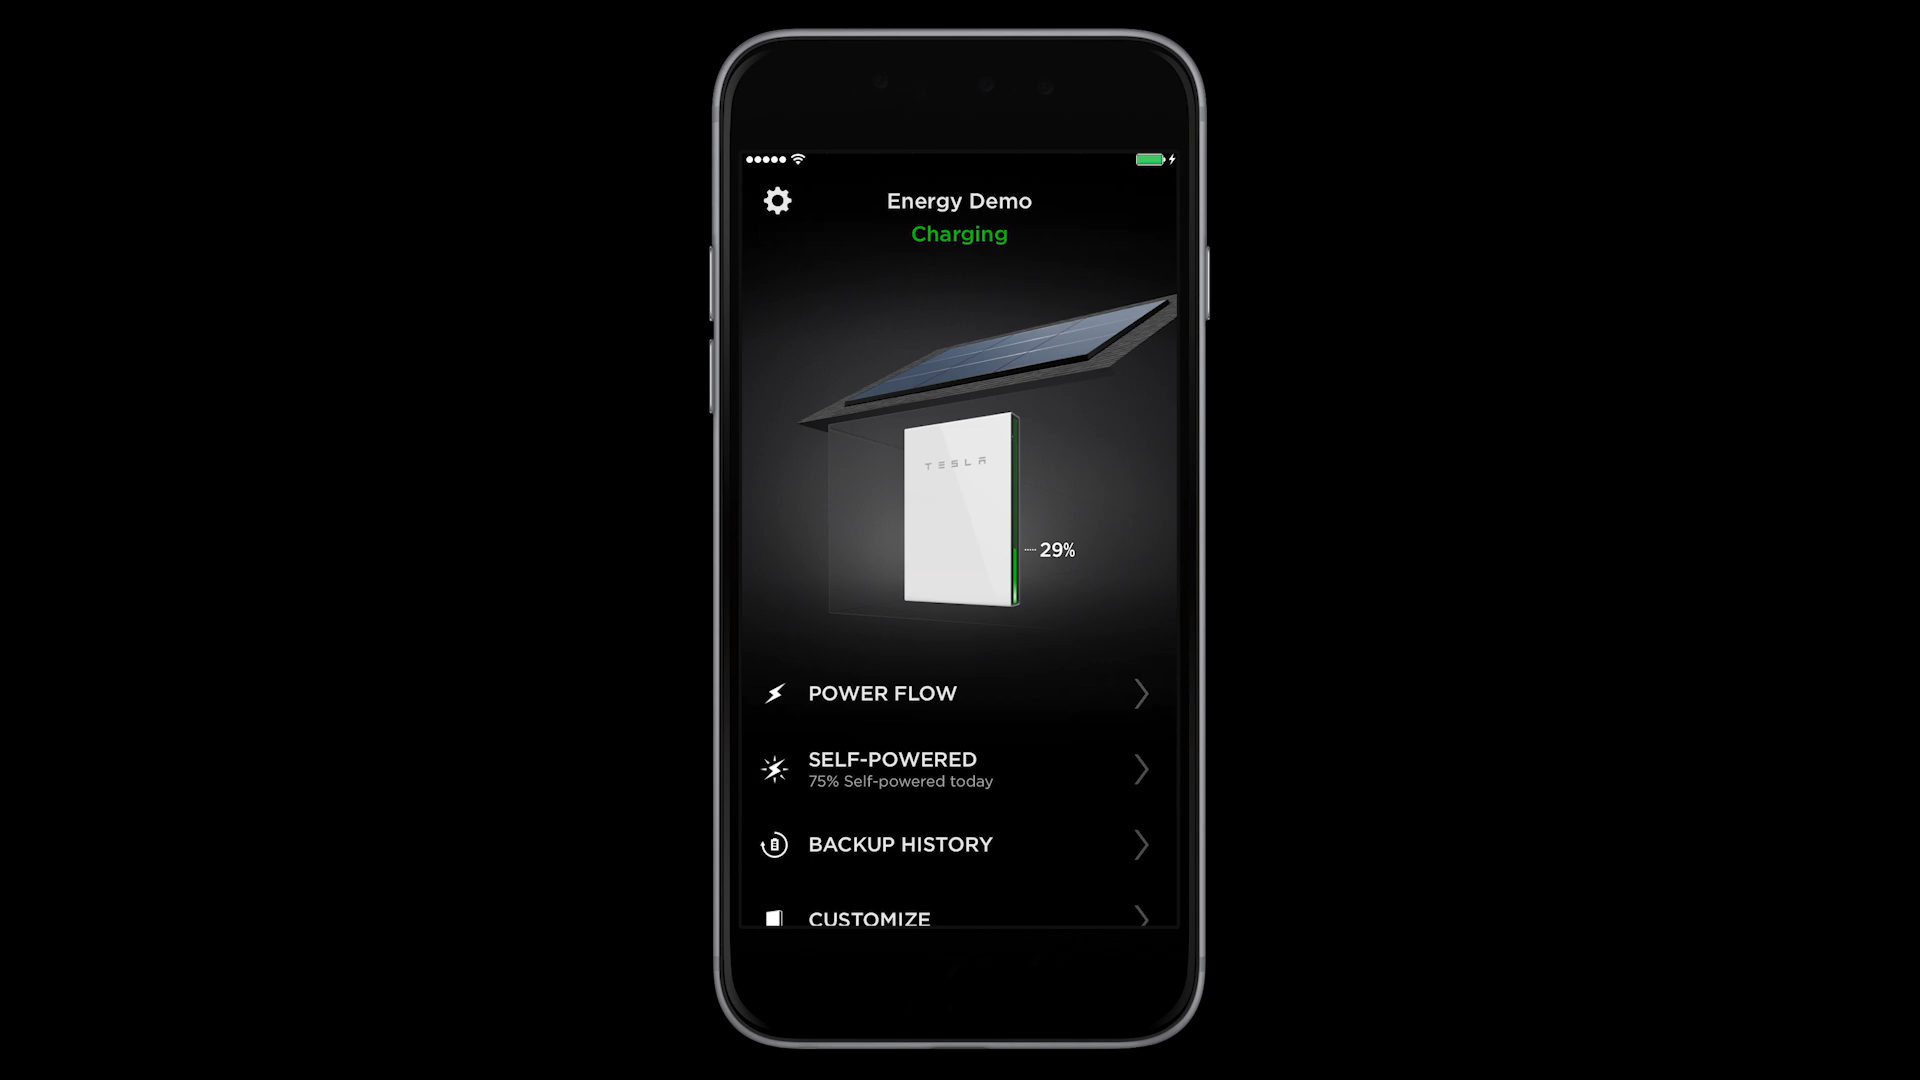 Energy Demo
Charging
TESLA
29%
POWER FLOW
SELF-POWERED
75% Self-powered today
BACKUP HISTORY
CUSTOMIZE